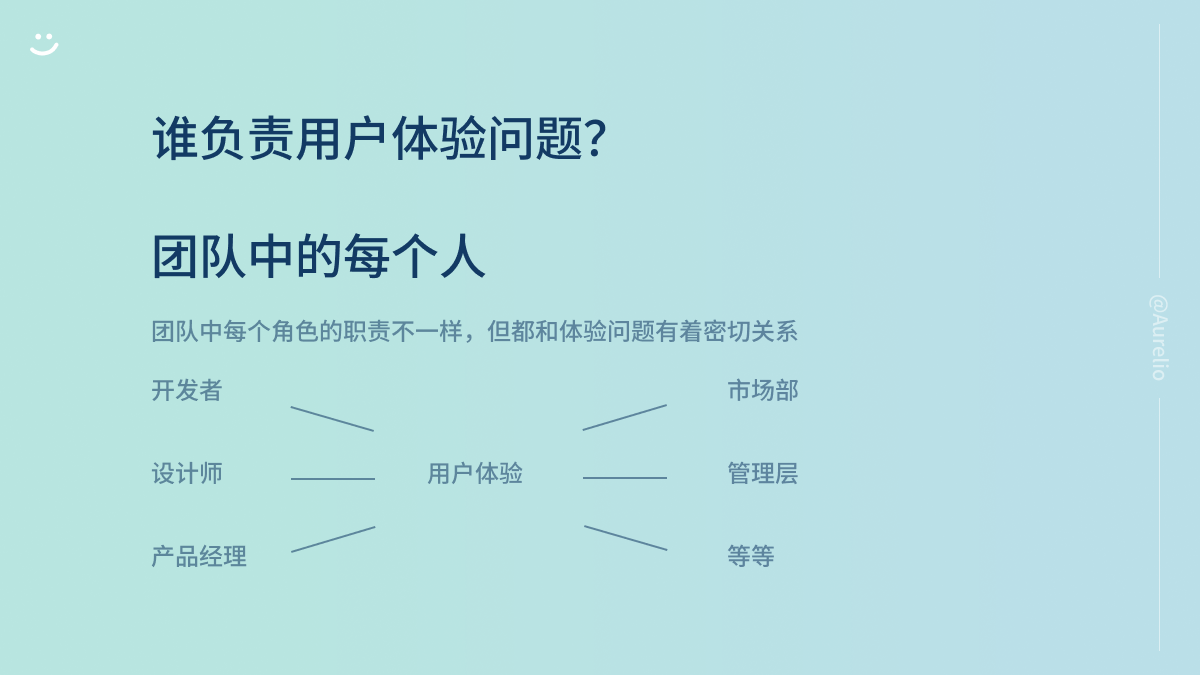 谁负责用户体验问题？
团队中的每个人
团队中每个角色的职责不一样，但都和体验问题有着密切关系
开发者
市场部
设计师
用户体验
管理层
产品经理
等等
@Aurelio